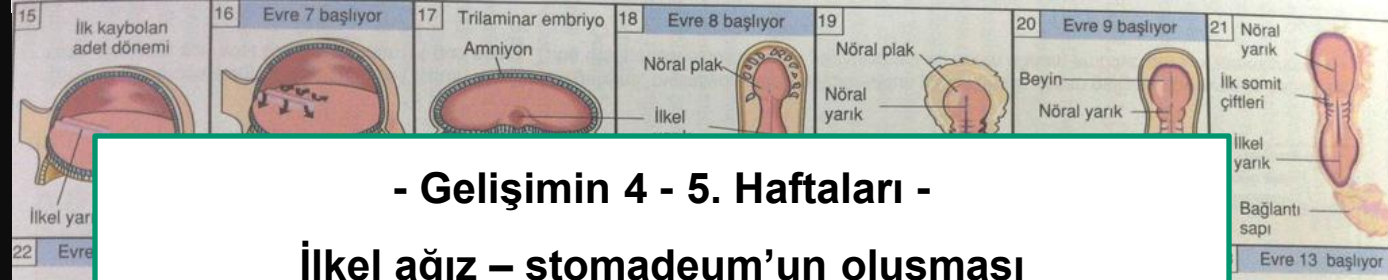 15
İlk kaybolan
adet dönemi
İlkel
16
Evre 7 başlıyor
17
Trilaminar embriyo
Amniyon
18
Evre 8 başlıyor
Nöral plak
İlkel
19
Nöral plak
Nöral
yarık
20
Evre 9 başlıyor
Beyin
Nöral yarık
21
Nöral
yarık
İlk somit
çiftleri
İlkel
yarık
Bağlantı
sapı
22
Evre 13 başlıyor
- Gelişimin 4 - 5. Haftaları -
İlkel ağız – stomadeum’un oluşması